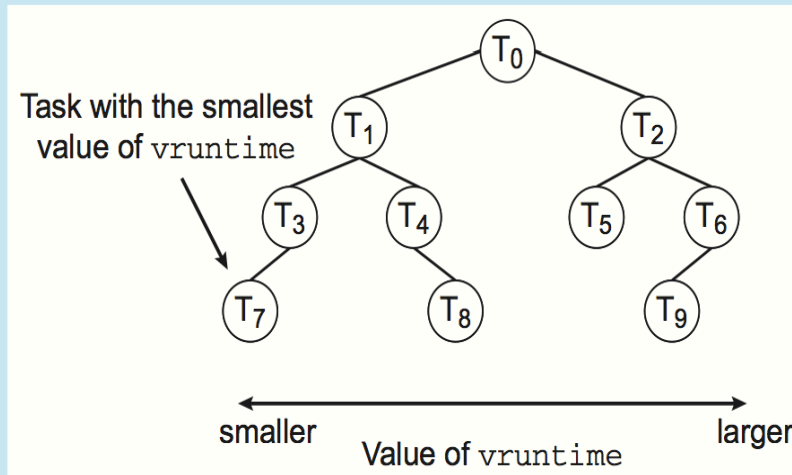 T0
Task with the smallest
value of vruntime
T1
T2
T3
T4
T5
T6
T7
T8
T9
smaller
larger
Value of vruntime